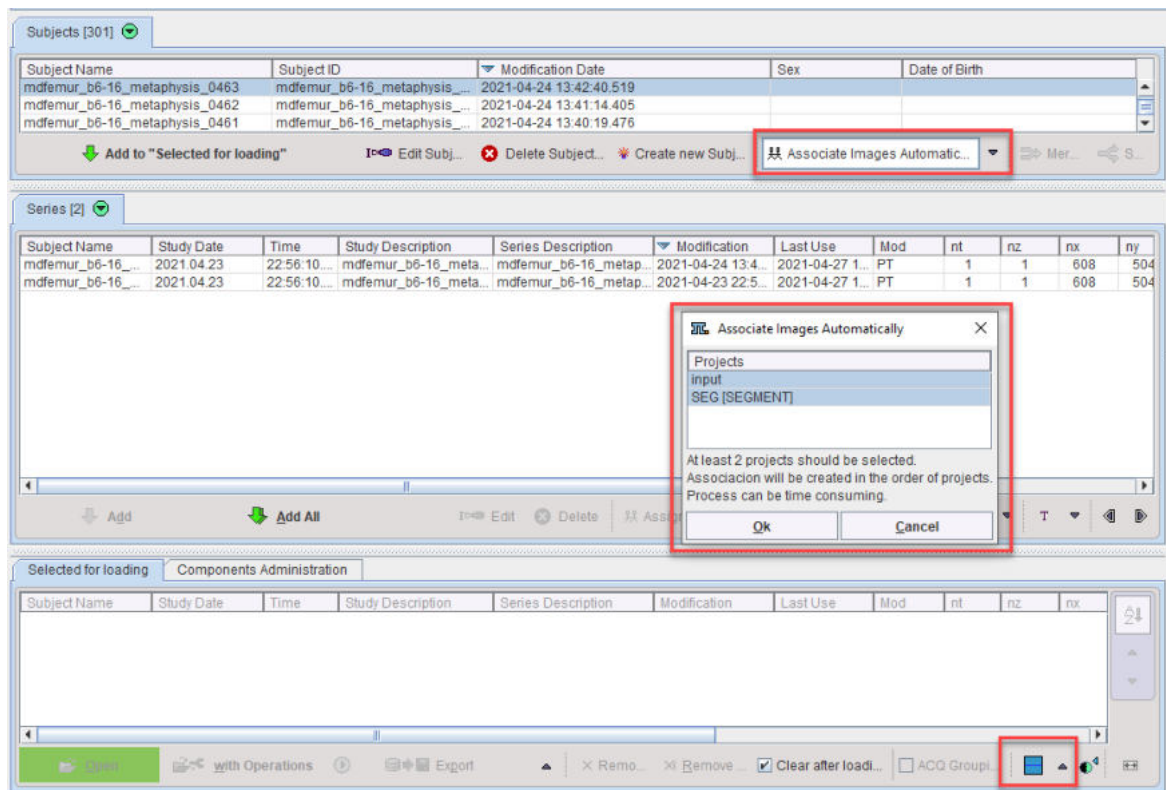 Subjects [301]
Subject Name Subject ID Modification Date Sex Date of Birth
mdfemur_b6-16_metaphysis_0463 mdfemur_b6-16_metaphysis_... 2021-04-24 13:42:40.519
mdfemur_b6-16_metaphysis_0462 mdfemur_b6-16_metaphysis_... 2021-04-24 13:41:14.405
mdfemur_b6-16_metaphysis_0461 mdfemur_b6-16_metaphysis_... 2021-04-24 13:40:19.476
Add to "Selected for loading" Edit Subj... Delete Subject... Create new Subj... Associate Images Automatic... Mer... S...
Series [2]
Subject Name Study Date Time Study Description Series Description Modification Last Use Mod nt nz nx ny
mdfemur_b6-16_... 2021.04.23 22:56:10.... mdfemur_b6-16_meta... mdfemur_b6-16_metap... 2021-04-24 13:4... 2021-04-27 1... PT 1 1 608 504
mdfemur_b6-16_... 2021.04.23 22:56:10.... mdfemur_b6-16_meta... mdfemur_b6-16_metap... 2021-04-23 22:5... 2021-04-27 1... PT 1 1 608 504
Associate Images Automatically
Projects
input
SEG [SEGMENT]
At least 2 projects should be selected.
Associacion will be created in the order of projects.
Process can be time consuming.
Ok Cancel
Add Add All Edit Delete T
Selected for loading Components Administration
Subject Name Study Date Time Study Description Series Description Modification Last Use Mod nt nz nx
Open with Operations Export Remo... Remove ... Clear after loadi... ACQ Groupi... 4